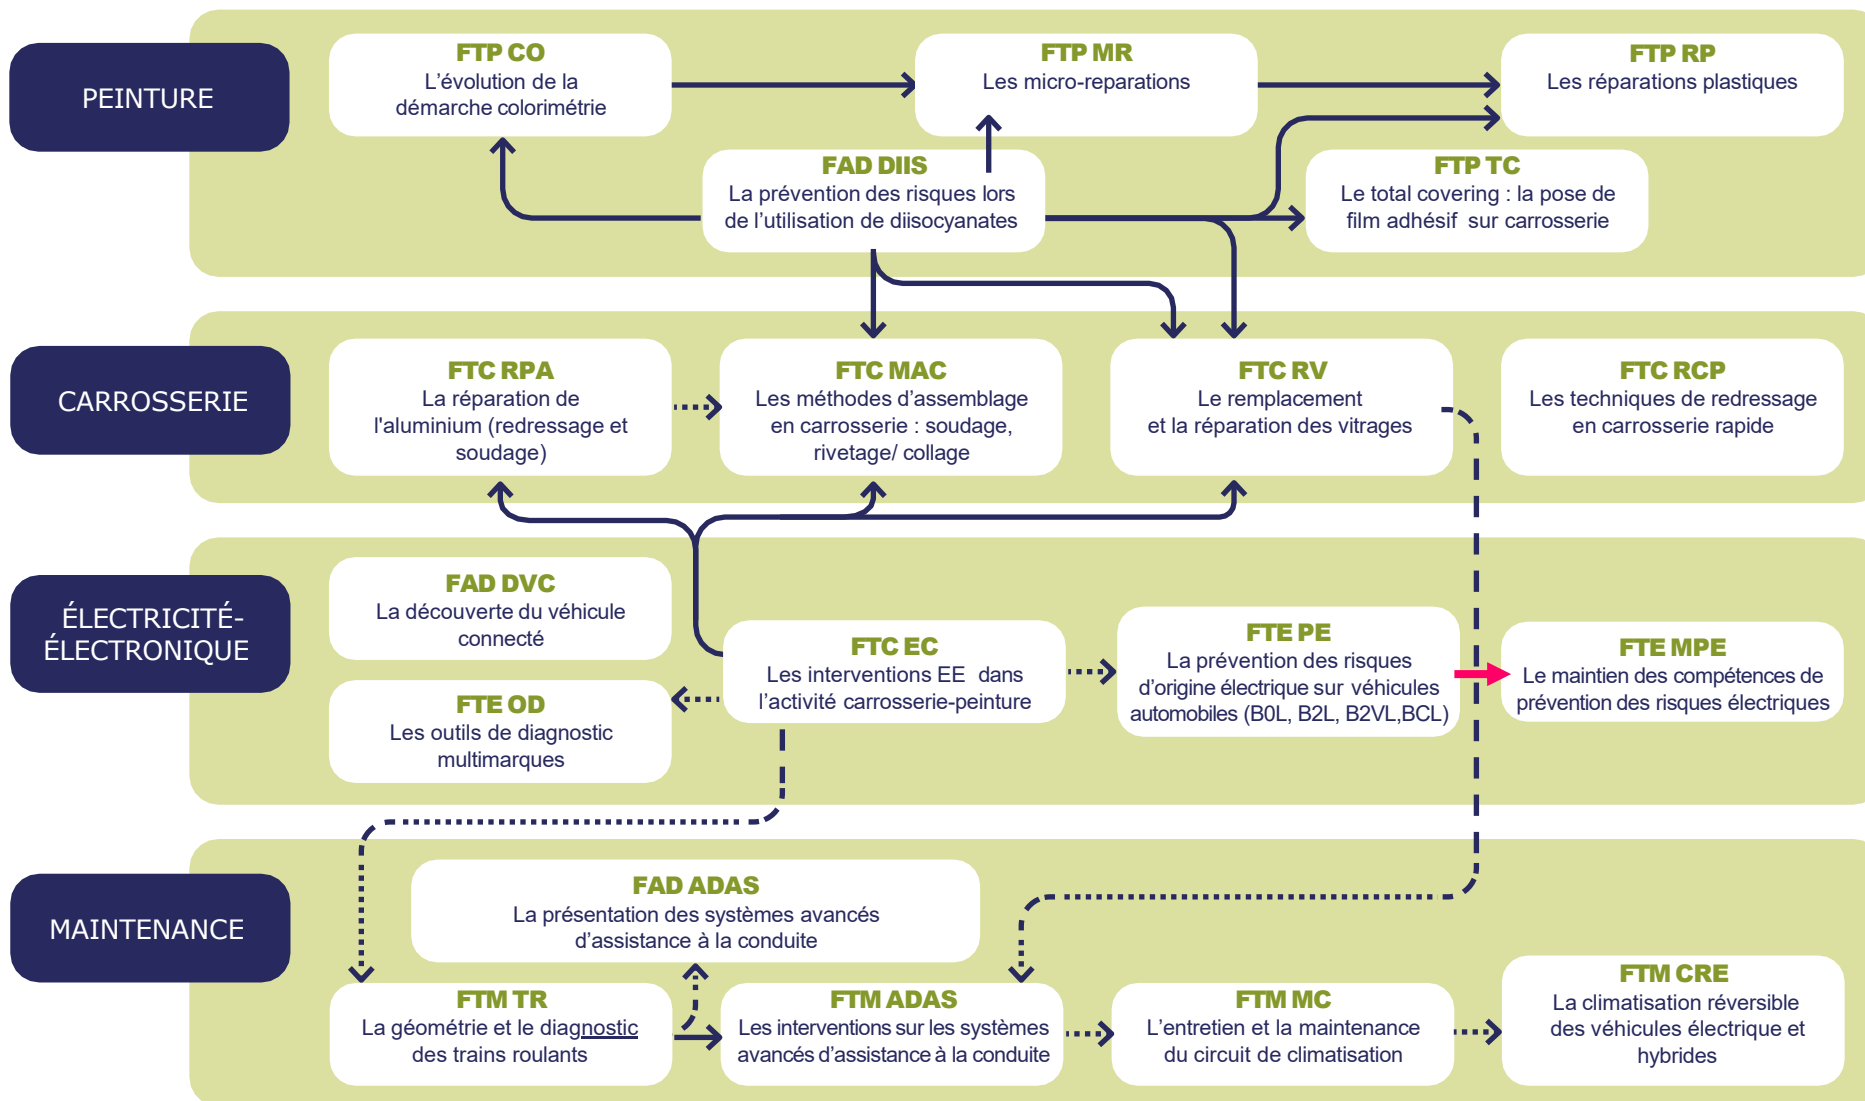 PEINTURE
FTP CO
L'évolution de la
démarche colorimétrie
FTP MR
Les micro-reparations
FTP RP
Les réparations plastiques
FAD DIIS
La prévention des risques lors
de l'utilisation de diisocyanates
FTP TC
Le total covering : la pose de
film adhésif sur carrosserie
CARROSSERIE
FTC RPA
La réparation de
l'aluminium (redressage et
soudage)
FTC MAC
Les méthodes d'assemblage
en carrosserie : soudage,
rivetage/ collage
FTC RV
Le remplacement
et la réparation des vitrages
FTC RCP
Les techniques de redressage
en carrosserie rapide
ÉLECTRICITÉ-
ÉLECTRONIQUE
FAD DVC
La découverte du véhicule
connecté
FTE OD
Les outils de diagnostic
multimarques
FTC EC
Les interventions EE dans
l'activité carrosserie-peinture
FTE PE
La prévention des risques
d'origine électrique sur véhicules
automobiles (B0L, B2L, B2VL,BCL)
FTE MPE
Le maintien des compétences de
prévention des risques électriques
MAINTENANCE
FAD ADAS
La présentation des systèmes avancés
d'assistance à la conduite
FTM TR
La géométrie et le diagnostic
des trains roulants
FTM ADAS
Les interventions sur les systèmes
avancés d'assistance à la conduite
FTM MC
L'entretien et la maintenance
du circuit de climatisation
FTM CRE
La climatisation réversible
des véhicules électrique et
hybrides